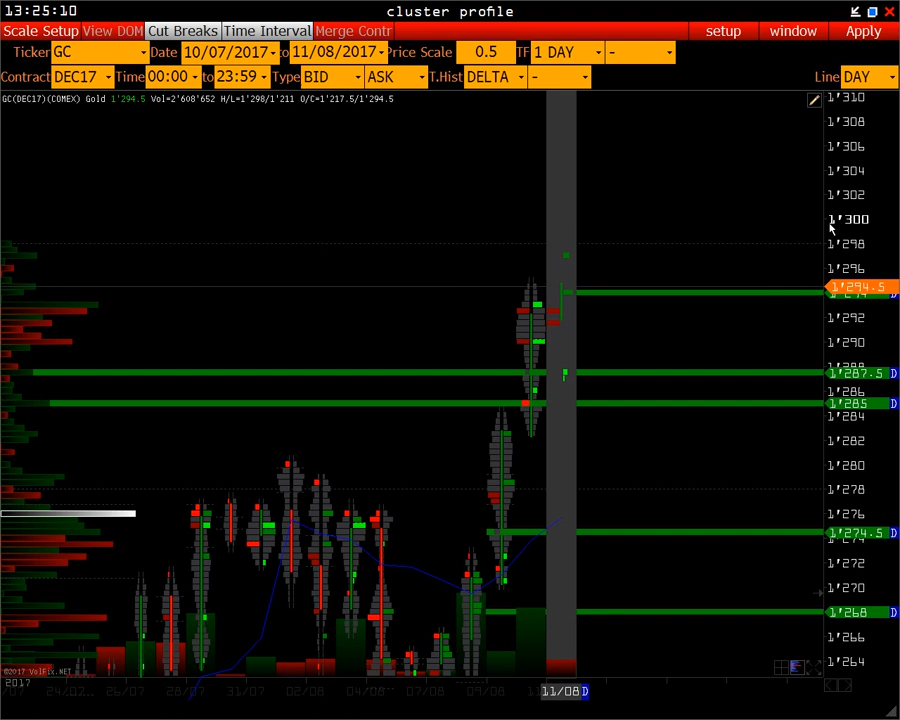 13:25:10 cluster profile
Scale Setup View DOM Cut Breaks Time Interval Merge Contr setup window Apply
Ticker GC Date 10/07/2017 to 11/08/2017 Price Scale 0.5 TF 1 DAY -
Contract DEC17 Time 00:00 to 23:59 Type BID ASK T.Hist DELTA - Line DAY
GC(DEC17)(COMEX) Gold 1'294.5 Vol=2'608'652 H/L=1'298/1'211 O/C=1'217.5/1'294.5
1'310
1'308
1'306
1'304
1'302
1'300
1'298
1'296
1'294.5
D
1'292
1'290
1'287.5 D
1'286
1'285 D
1'284
1'282
1'280
1'278
1'276
1'274.5 D
1'272
1'270
1'268 D
1'266
1'264
©2017 VolFix.NET
2017
24/07 26/07 28/07 31/07 02/08 04/08 07/08 09/08 11/08 D